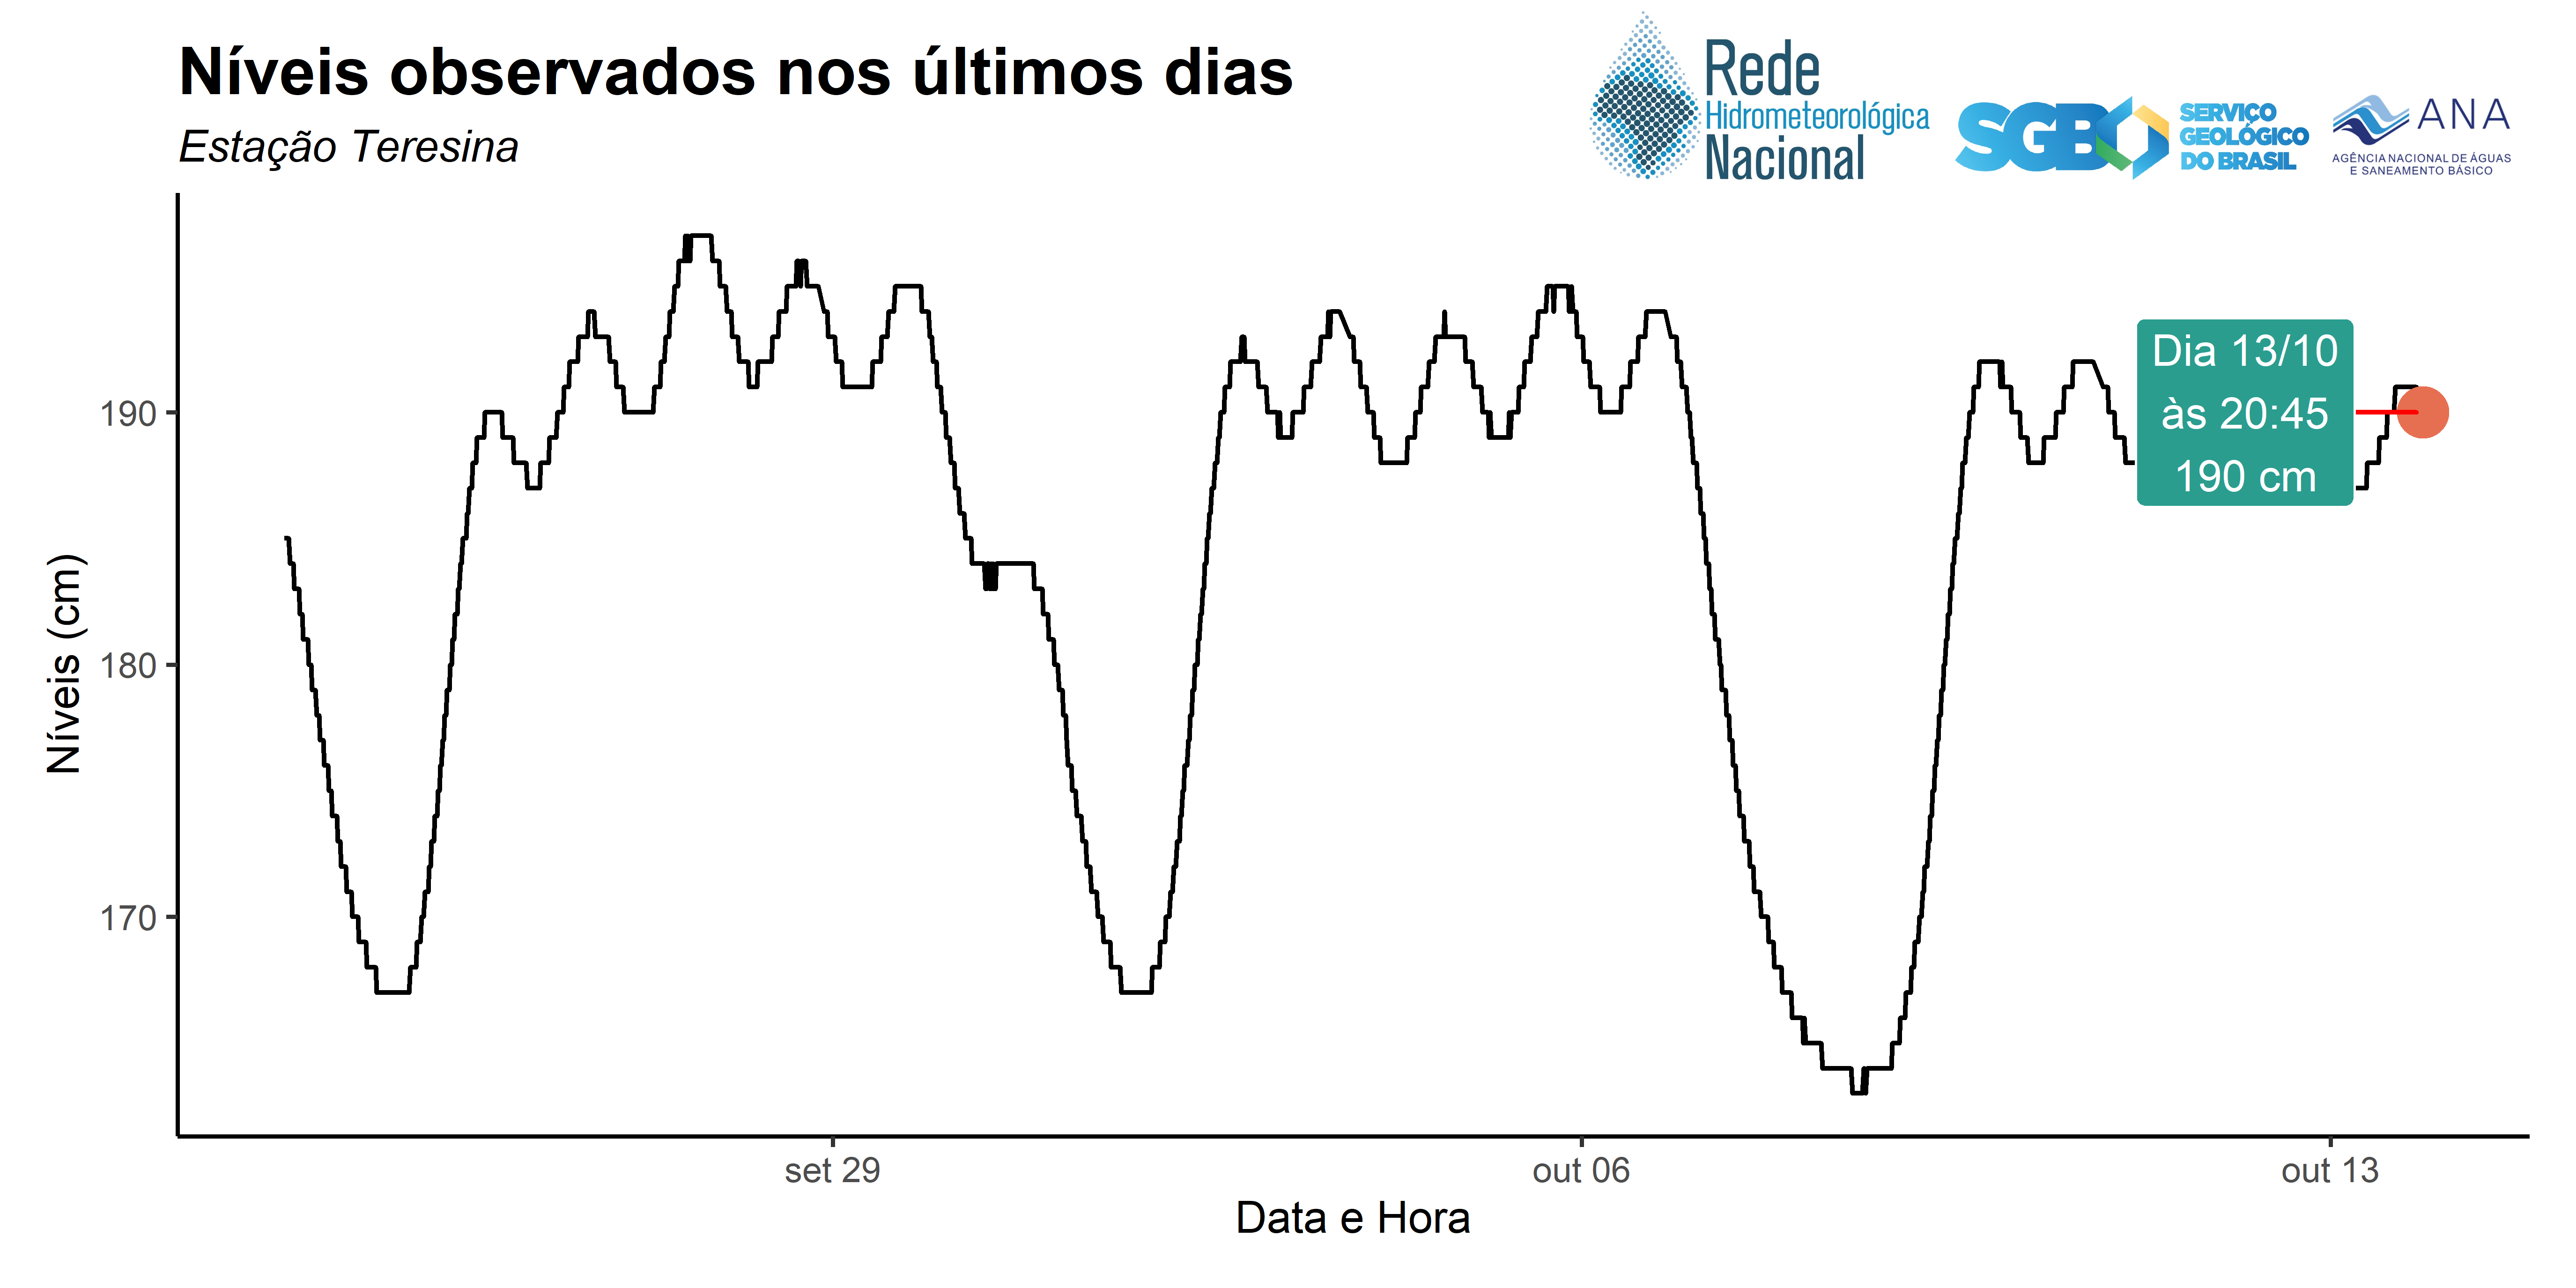 Níveis observados nos últimos dias
Estação Teresina
Rede
Hidrometeorológica
Nacional
SGB
SERVIÇO
GEOLÓGICO
DO BRASIL
ANA
AGÊNCIA NACIONAL DE ÁGUAS
E SANEAMENTO BÁSICO
Níveis (cm)
190
180
170
Dia 13/10
às 20:45
190 cm
set 29
out 06
out 13
Data e Hora